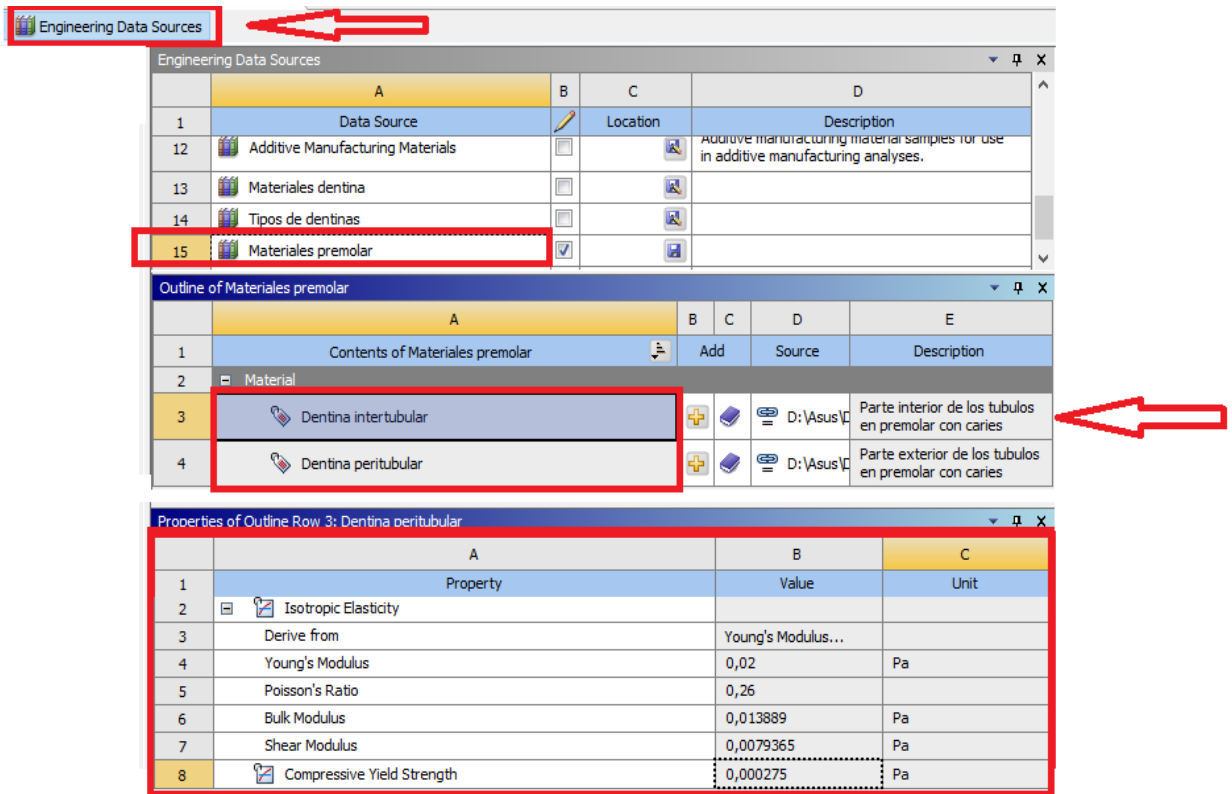 Engineering Data Sources
Engineering Data Sources
A B C D
1 Data Source Location Description
12 Additive Manufacturing Materials Additive manufacturing material samples for use
in additive manufacturing analyses.
13 Materiales dentina
14 Tipos de dentinas
15 Materiales premolar
Outline of Materiales premolar
A B C D E
1 Contents of Materiales premolar Add Source Description
2 Material
3 Dentina intertubular D:\Asus\D Parte interior de los tubulos
en premolar con caries
4 Dentina peritubular D:\Asus\D Parte exterior de los tubulos
en premolar con caries
Properties of Outline Row 3: Dentina peritubular
A B C
1 Property Value Unit
2 Isotropic Elasticity
3 Derive from Young's Modulus...
4 Young's Modulus 0,02 Pa
5 Poisson's Ratio 0,26
6 Bulk Modulus 0,013889 Pa
7 Shear Modulus 0,0079365 Pa
8 Compressive Yield Strength 0,000275 Pa